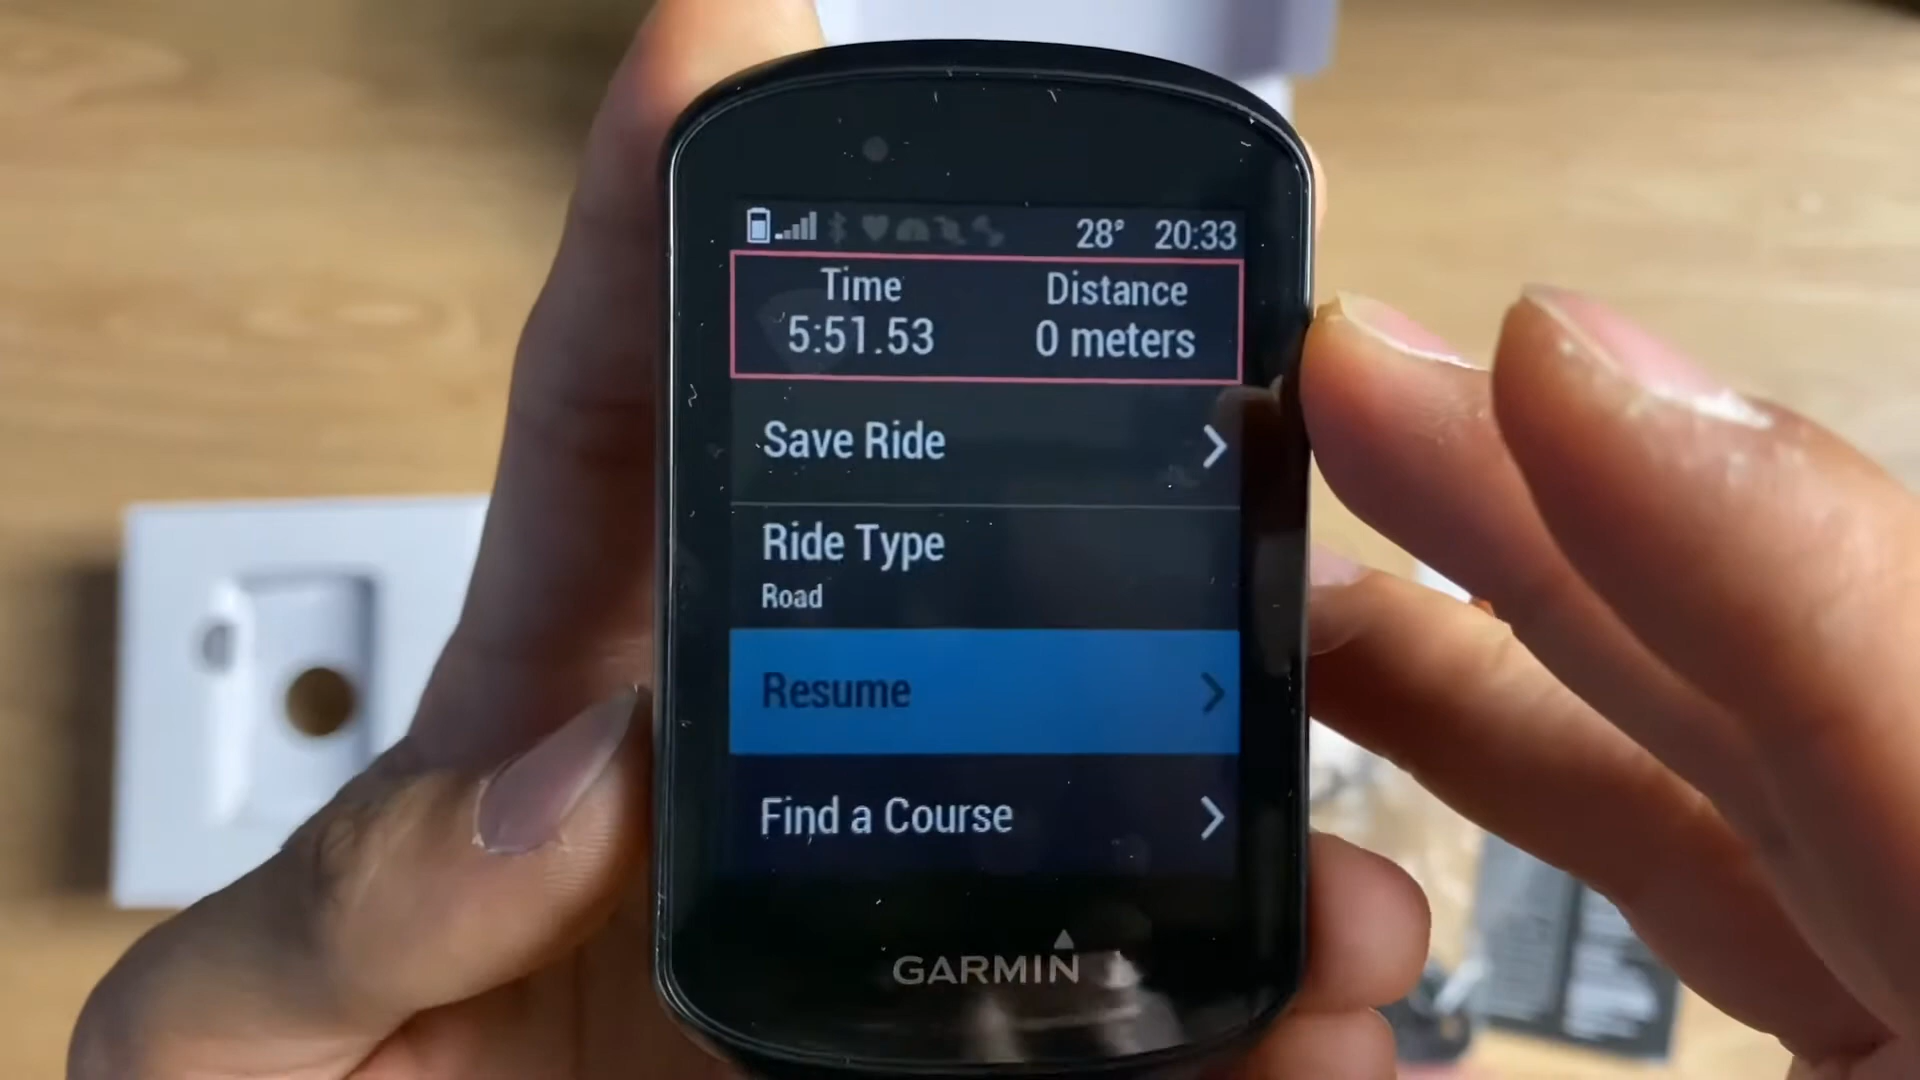 28° 20:33
Time Distance
5:51.53 0 meters
Save Ride
Ride Type
Road
Resume
Find a Course
GARMIN